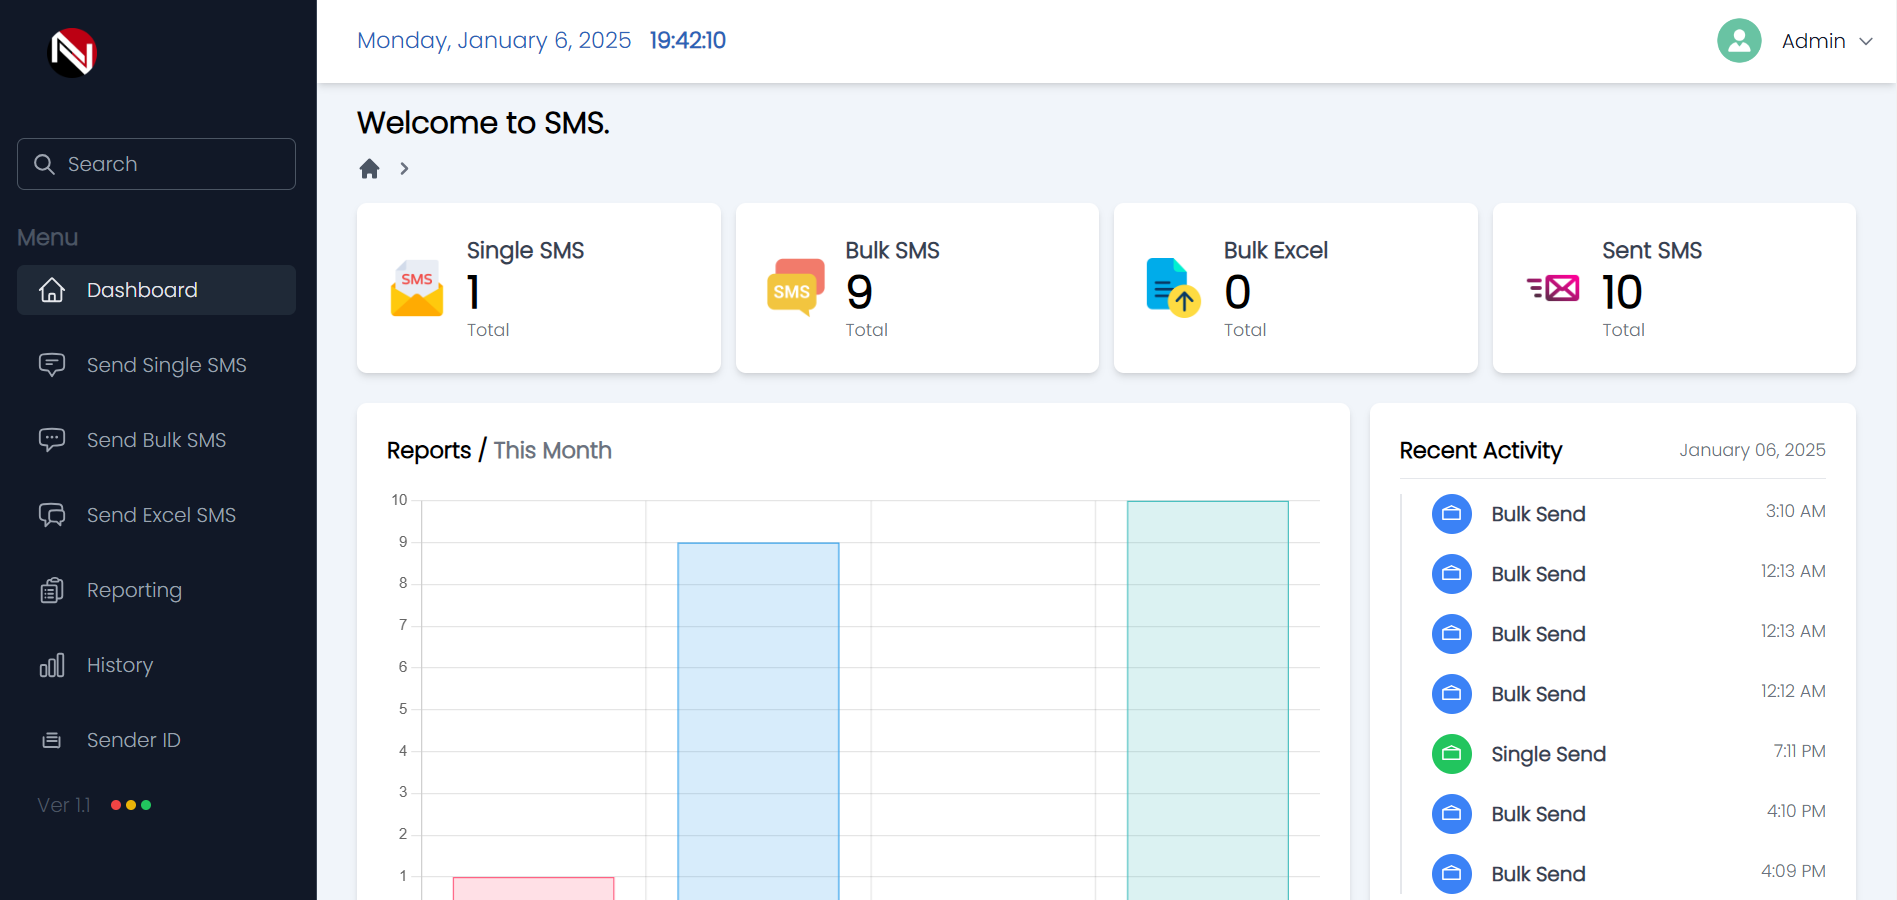 Monday, January 6, 2025 19:42:10
Admin
Search
Menu
Dashboard
Send Single SMS
Send Bulk SMS
Send Excel SMS
Reporting
History
Sender ID
Ver 1.1
Welcome to SMS.
SMS
Single SMS
1
Total
SMS
Bulk SMS
9
Total
Bulk Excel
0
Total
Sent SMS
10
Total
Reports / This Month
10
9
8
7
6
5
4
3
2
1
Recent Activity January 06, 2025
Bulk Send 3:10 AM
Bulk Send 12:13 AM
Bulk Send 12:13 AM
Bulk Send 12:12 AM
Single Send 7:11 PM
Bulk Send 4:10 PM
Bulk Send 4:09 PM